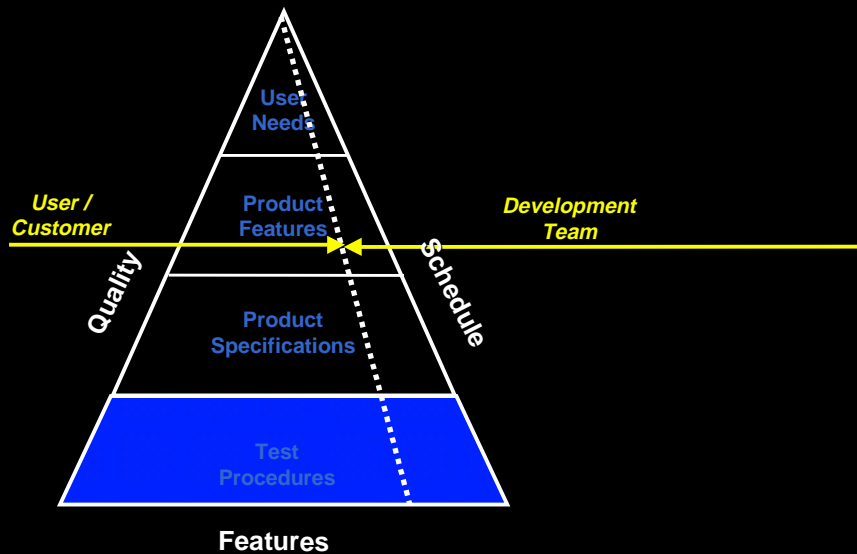 User
Needs
User /
Customer
Product
Features
Development
Team
Quality
Schedule
Product
Specifications
Test
Procedures
Features